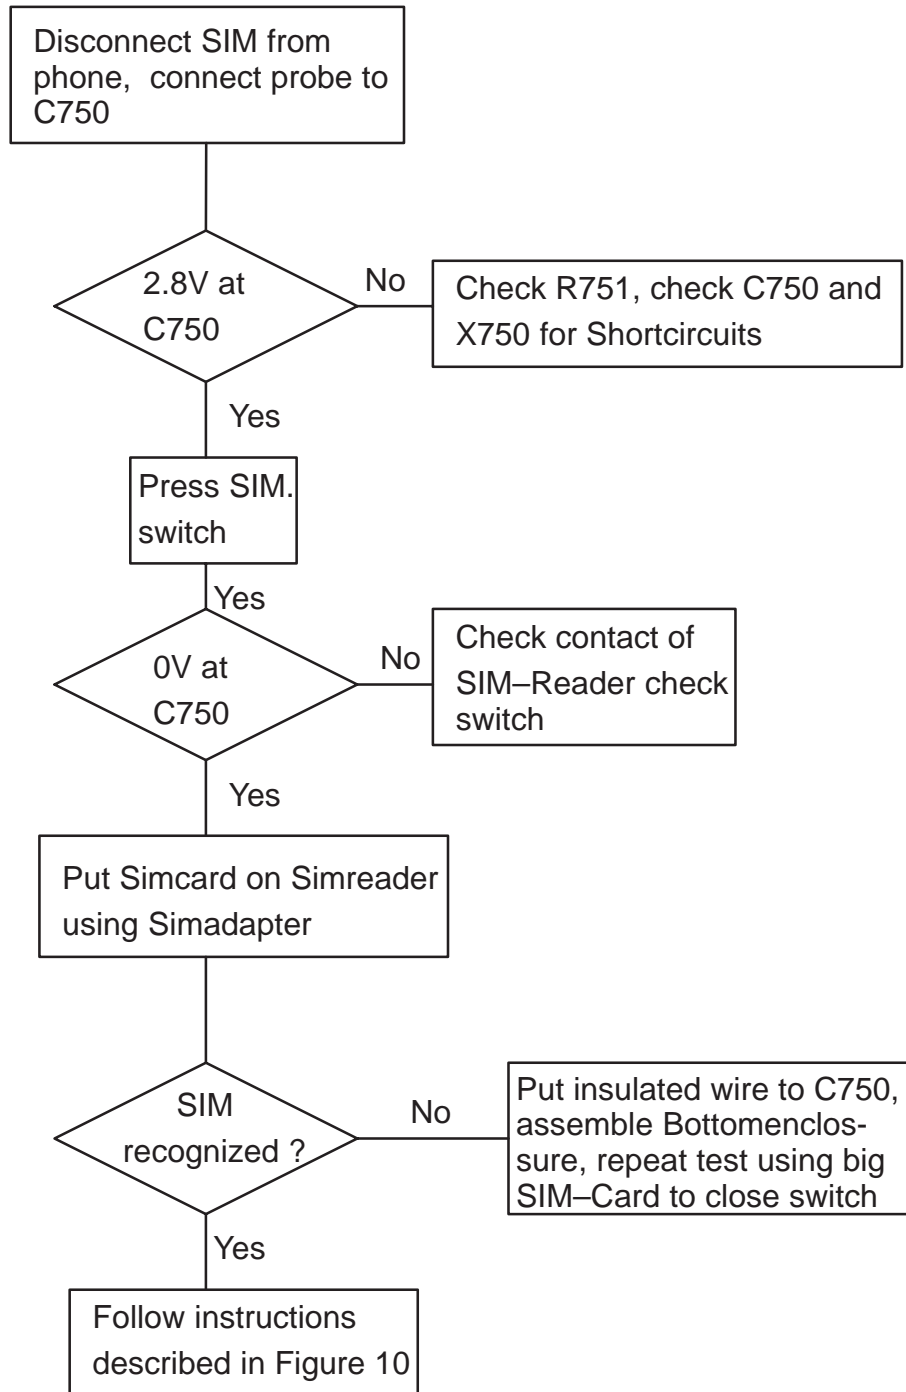 Disconnect SIM from
phone,  connect probe to
C750
2.8V at
C750
No
Check R751, check C750 and
X750 for Shortcircuits
Yes
Press SIM.
switch
Yes
0V at
C750
No
Check contact of
SIM–Reader check
switch
Yes
Put Simcard on Simreader
using Simadapter
SIM
recognized ?
No
Put insulated wire to C750,
assemble Bottomenclos-
sure, repeat test using big
SIM–Card to close switch
Yes
Follow instructions
described in Figure 10